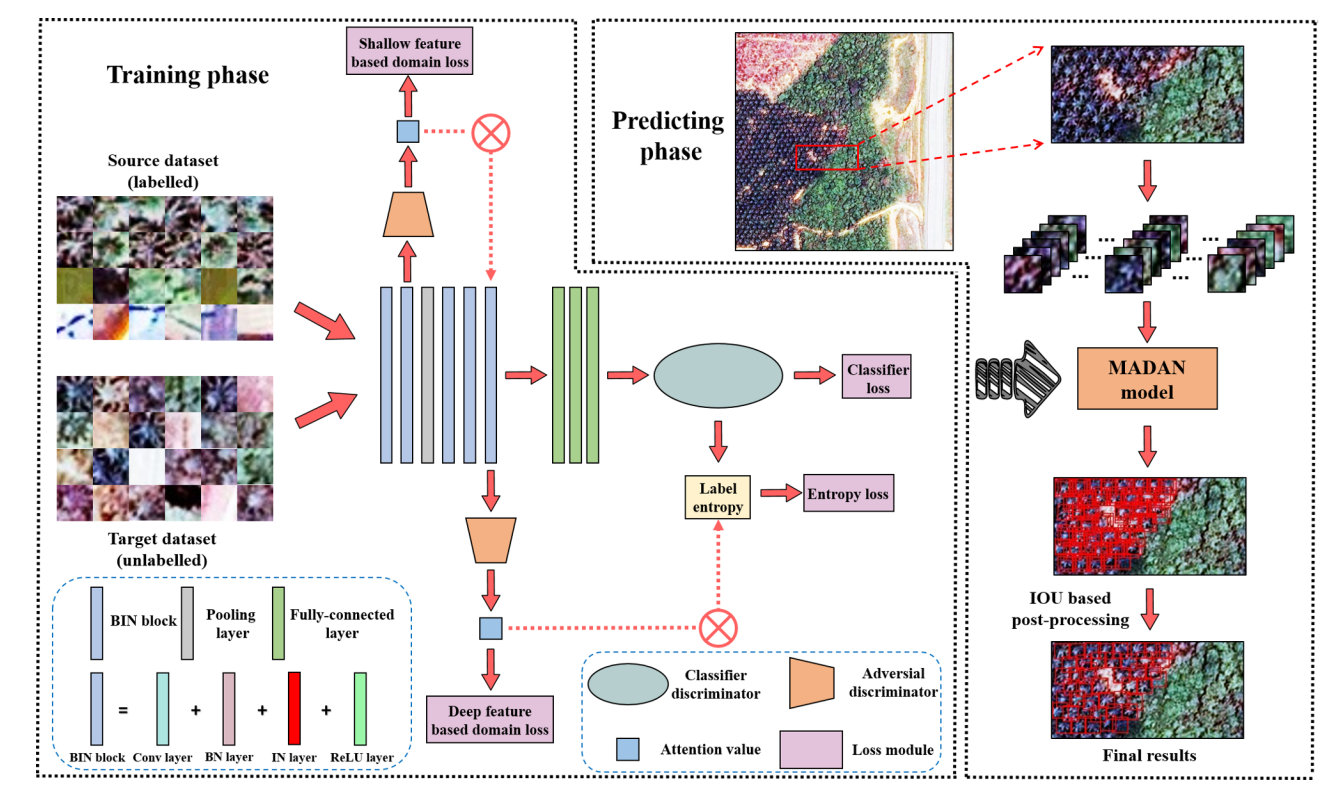 Training phase
Shallow feature
based domain loss
Source dataset
(labelled)
Target dataset
(unlabelled)
Classifier
loss
Label
entropy
Entropy loss
Deep feature
based domain loss
BIN block
Pooling
layer
Fully-connected
layer
=
+
+
+
BIN block
Conv layer
BN layer
IN layer
ReLU layer
Classifier
discriminator
Adversial
discriminator
Attention value
Loss module
Predicting
phase
...
...
...
...
MADAN
model
IOU based
post-processing
Final results